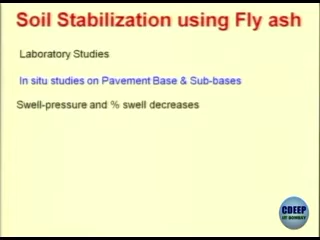 Soil Stabilization using Fly ash
Laboratory Studies
In situ studies on Pavement Base & Sub-bases
Swell-pressure and % swell decreases
CDEEP
IIT BOMBAY